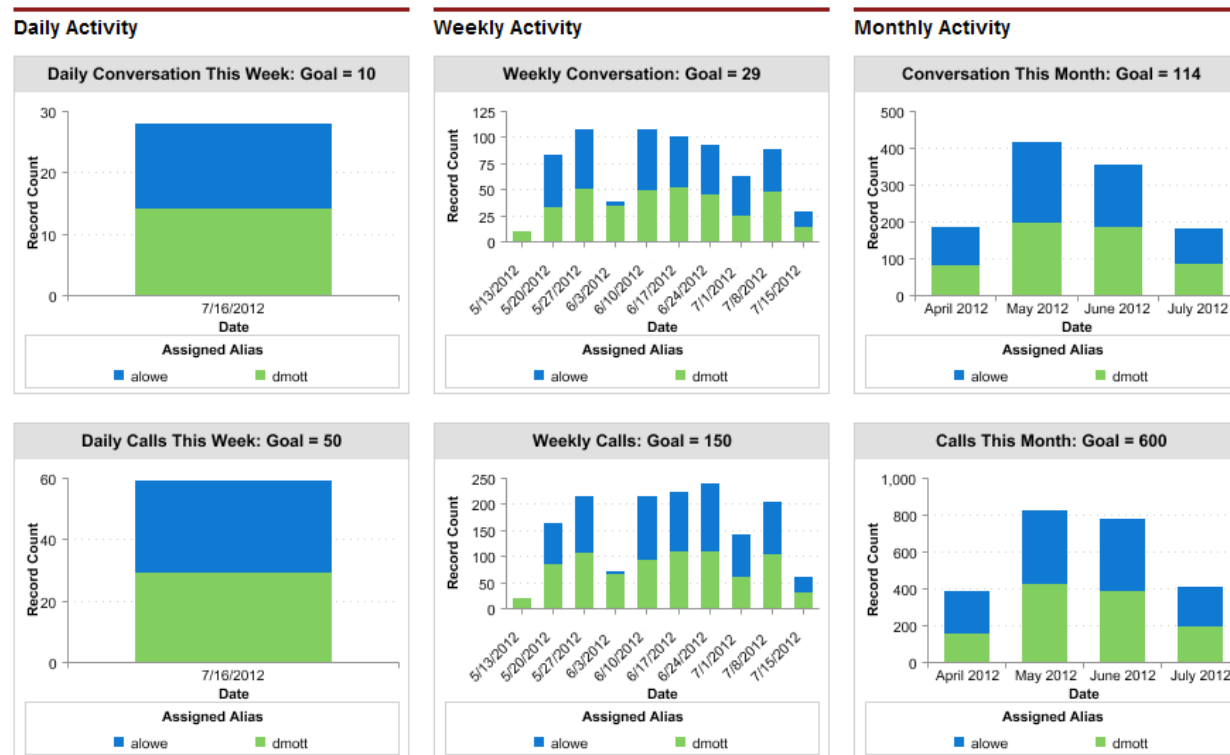 Daily Activity
Weekly Activity
Monthly Activity
Daily Conversation This Week: Goal = 10
30
20
10
0
Record Count
7/16/2012
Date
Assigned Alias
alowe dmott
Weekly Conversation: Goal = 29
125
100
75
50
25
0
Record Count
5/13/2012 5/20/2012 5/27/2012 6/3/2012 6/10/2012 6/17/2012 6/24/2012 7/1/2012 7/8/2012 7/15/2012
Date
Assigned Alias
alowe dmott
Conversation This Month: Goal = 114
500
400
300
200
100
0
Record Count
April 2012 May 2012 June 2012 July 2012
Date
Assigned Alias
alowe dmott
Daily Calls This Week: Goal = 50
60
40
20
0
Record Count
7/16/2012
Date
Assigned Alias
alowe dmott
Weekly Calls: Goal = 150
250
200
150
100
50
0
Record Count
5/13/2012 5/20/2012 5/27/2012 6/3/2012 6/10/2012 6/17/2012 6/24/2012 7/1/2012 7/8/2012 7/15/2012
Date
Assigned Alias
alowe dmott
Calls This Month: Goal = 600
1,000
800
600
400
200
0
Record Count
April 2012 May 2012 June 2012 July 2012
Date
Assigned Alias
alowe dmott